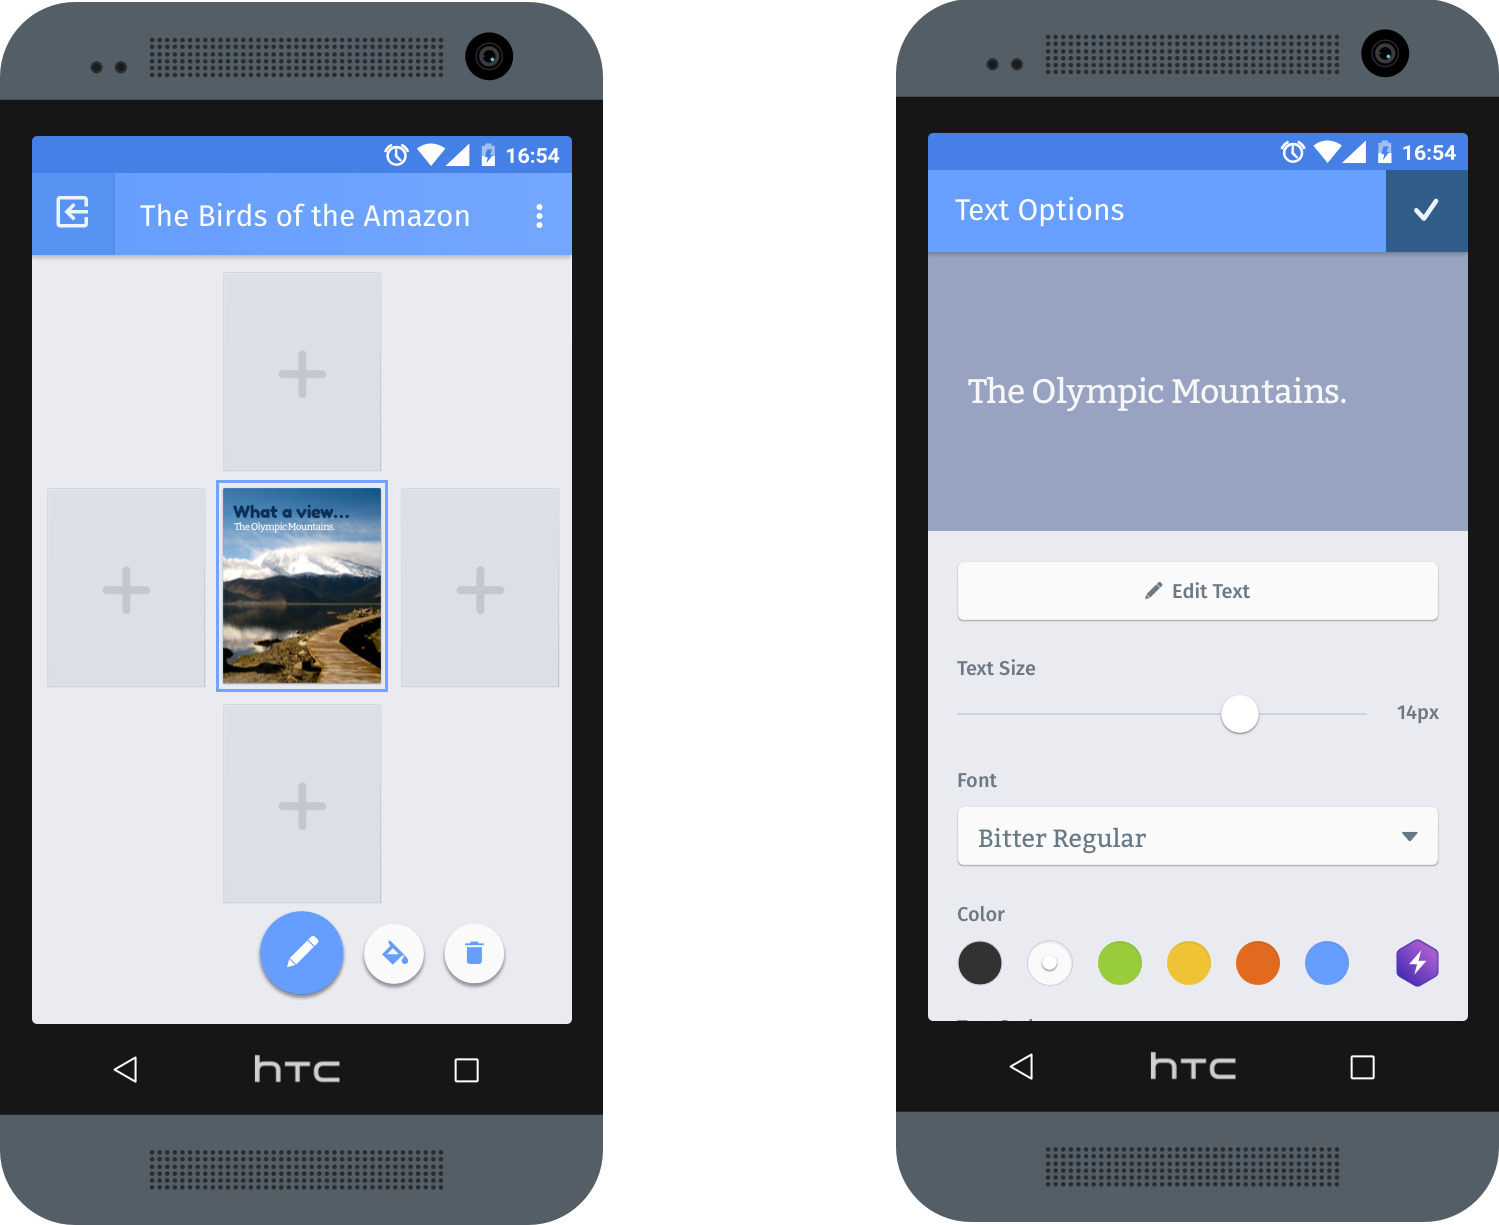 16:54
The Birds of the Amazon
What a view...
The Olympic Mountains.
hTC
16:54
Text Options
The Olympic Mountains.
Edit Text
Text Size
14px
Font
Bitter Regular
Color
hTC